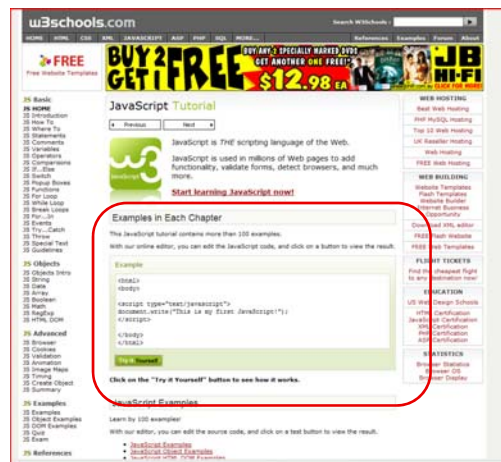 w3schools.com
Search W3Schools :
HOME HTML CSS XML JAVASCRIPT ASP PHP SQL MORE... References Examples Forum About
FREE
Free Website Templates
BUY 2 GET 1 FREE
BUY ANY 2 SPECIALLY MARKED DVDS
GET ANOTHER ONE FREE!
$12.98 EA
JB HI-FI
JS Basic
JS HOME
JS Introduction
JS How To
JS Where To
JS Statements
JS Comments
JS Variables
JS Operators
JS Comparisons
JS If...Else
JS Switch
JS Popup Boxes
JS Functions
JS For Loop
JS While Loop
JS Break Loops
JS For...In
JS Events
JS Try...Catch
JS Throw
JS Special Text
JS Guidelines
JS Objects
JS Objects Intro
JS String
JS Date
JS Array
JS Boolean
JS Math
JS RegExp
JS HTML DOM
JS Advanced
JS Browser
JS Cookies
JS Validation
JS Animation
JS Image Maps
JS Timing
JS Create Object
JS Summary
JS Examples
JS Examples
JS Object Examples
JS DOM Examples
JS Quiz
JS Exam
JS References
JavaScript Tutorial
Previous Next
JavaScript is THE scripting language of the Web.
JavaScript is used in millions of Web pages to add
functionality, validate forms, detect browsers, and much
more.
Start learning JavaScript now!
Examples in Each Chapter
This JavaScript tutorial contains more than 100 examples.
With our online editor, you can edit the JavaScript code, and click on a button to view the result.
Example
<html>
<body>
<script type="text/javascript">
document.write("This is my first JavaScript!");
</script>
</body>
</html>
Try it Yourself
Click on the "Try it Yourself" button to see how it works.
JavaScript Examples
Learn by 100 examples!
With our editor, you can edit the source code, and click on a test button to view the result.
JavaScript Examples
JavaScript Object Examples
JavaScript HTML DOM Examples
WEB HOSTING
Best Web Hosting
PHP MySQL Hosting
Top 10 Web Hosting
UK Reseller Hosting
Web Hosting
FREE Web Hosting
WEB BUILDING
Website Templates
Flash Templates
Website Builder
Internet Business
Opportunity
Download XML editor
FREE Flash Website
FREE Web Templates
FLIGHT TICKETS
Find the cheapest flight
to any destination now!
EDUCATION
US Web Design Schools
HTML Certification
JavaScript Certification
XML Certification
PHP Certification
ASP Certification
STATISTICS
Browser Statistics
Browser OS
Browser Display